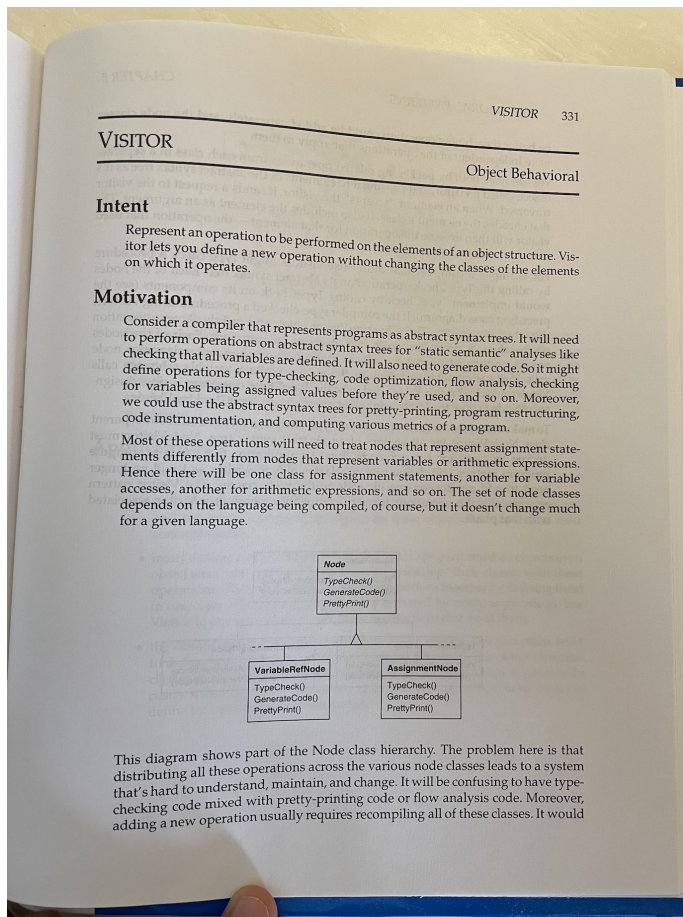 VISITOR 331
VISITOR
Object Behavioral
Intent
Represent an operation to be performed on the elements of an object structure. Vis-
itor lets you define a new operation without changing the classes of the elements
on which it operates.
Motivation
Consider a compiler that represents programs as abstract syntax trees. It will need
to perform operations on abstract syntax trees for "static semantic" analyses like
checking that all variables are defined. It will also need to generate code. So it might
define operations for type-checking, code optimization, flow analysis, checking
for variables being assigned values before they're used, and so on. Moreover,
we could use the abstract syntax trees for pretty-printing, program restructuring,
code instrumentation, and computing various metrics of a program.
Most of these operations will need to treat nodes that represent assignment state-
ments differently from nodes that represent variables or arithmetic expressions.
Hence there will be one class for assignment statements, another for variable
accesses, another for arithmetic expressions, and so on. The set of node classes
depends on the language being compiled, of course, but it doesn't change much
for a given language.
Node
TypeCheck()
GenerateCode()
PrettyPrint()
VariableRefNode
TypeCheck()
GenerateCode()
PrettyPrint()
AssignmentNode
TypeCheck()
GenerateCode()
PrettyPrint()
This diagram shows part of the Node class hierarchy. The problem here is that
distributing all these operations across the various node classes leads to a system
that's hard to understand, maintain, and change. It will be confusing to have type-
checking code mixed with pretty-printing code or flow analysis code. Moreover,
adding a new operation usually requires recompiling all of these classes. It would